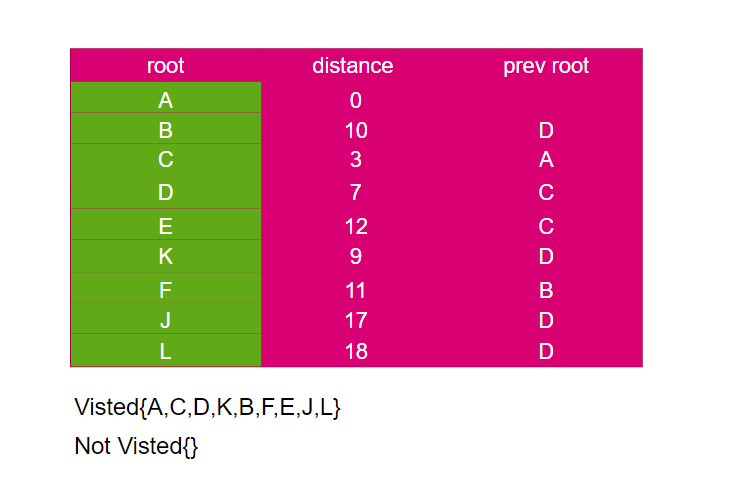 root distance prev root
A 0
B 10 D
C 3 A
D 7 C
E 12 C
K 9 D
F 11 B
J 17 D
L 18 D
Visted{A,C,D,K,B,F,E,J,L}
Not Visted{}